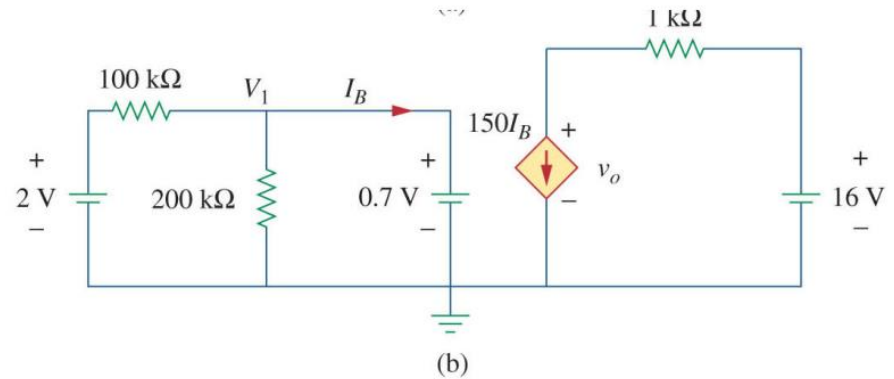 1 kΩ
100 kΩ
V1
IB
150IB
+
+
+
+
2 V
200 kΩ
0.7 V
vo
16 V
−
−
−
−
(b)